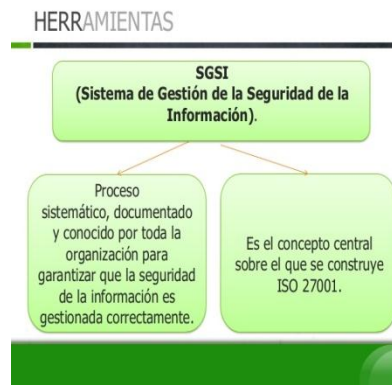 HERRAMIENTAS
SGSI
(Sistema de Gestión de la Seguridad de la
Información).
Proceso
sistemático, documentado
y conocido por toda la
organización para
garantizar que la seguridad
de la información es
gestionada correctamente.
Es el concepto central
sobre el que se construye
ISO 27001.